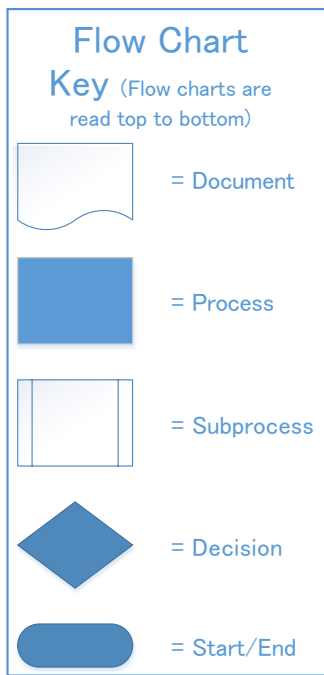 Flow Chart
Key (Flow charts are
read top to bottom)
= Document
= Process
= Subprocess
= Decision
= Start/End